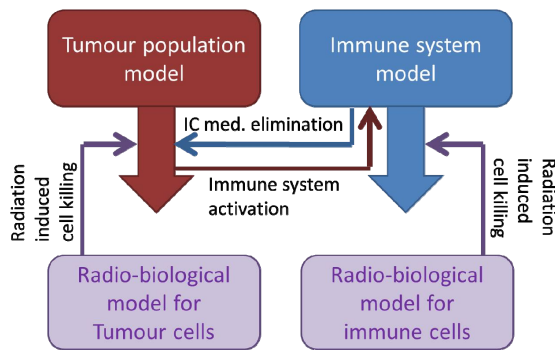 Tumour population
model
Immune system
model
IC med. elimination
Immune system
activation
Radiation
induced
cell killing
Radiation
induced
cell killing
Radio-biological
model for
Tumour cells
Radio-biological
model for
immune cells